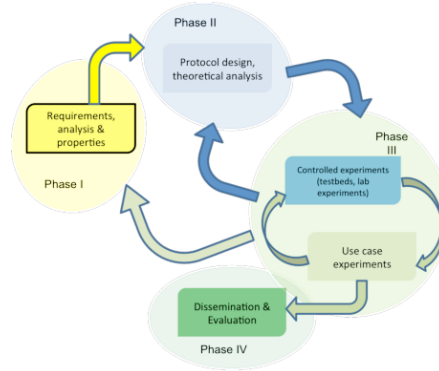 Phase II
Protocol design,
theoretical analysis
Requirements,
analysis &
properties
Phase I
Phase
III
Controlled experiments
(testbeds, lab
experiments)
Use case
experiments
Dissemination &
Evaluation
Phase IV